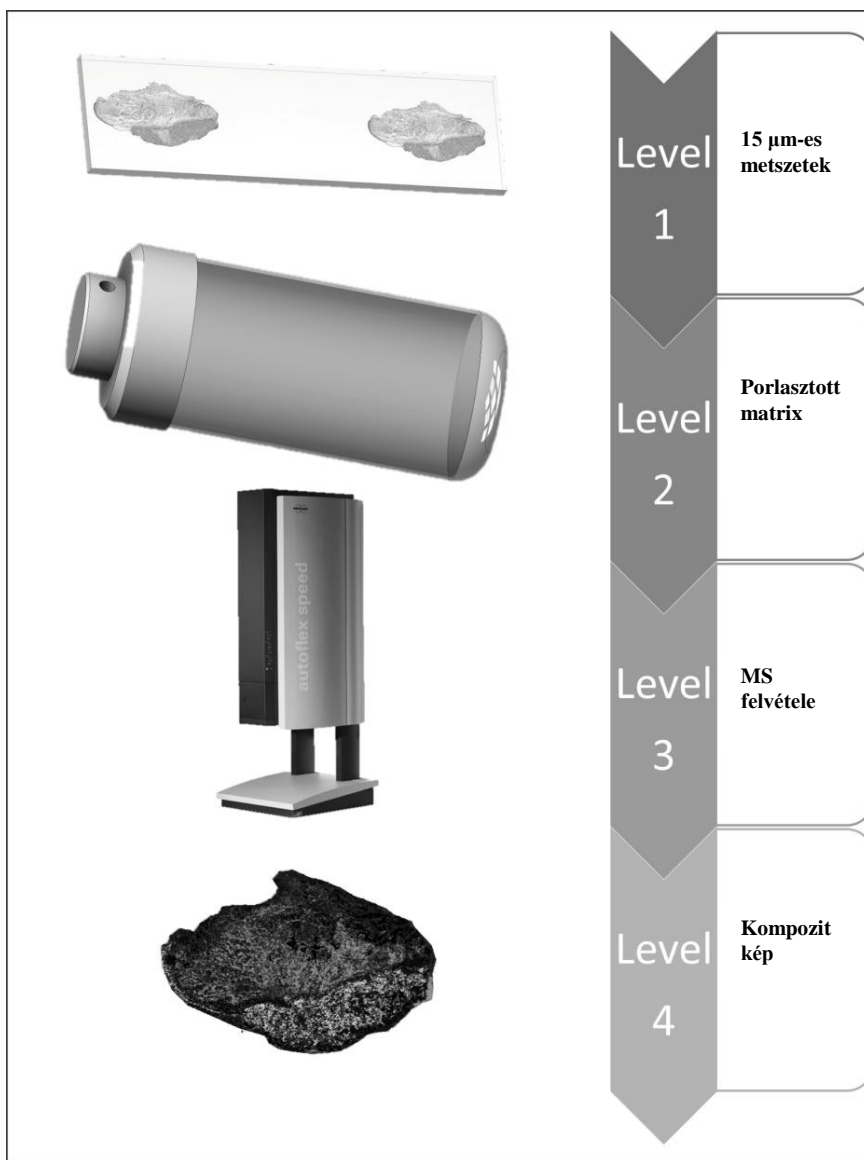 Level
1
15 µm-es
metszetek
Level
2
Porlasztott
matrix
autoflex speed
Level
3
MS
felvétele
Level
4
Kompozit
kép